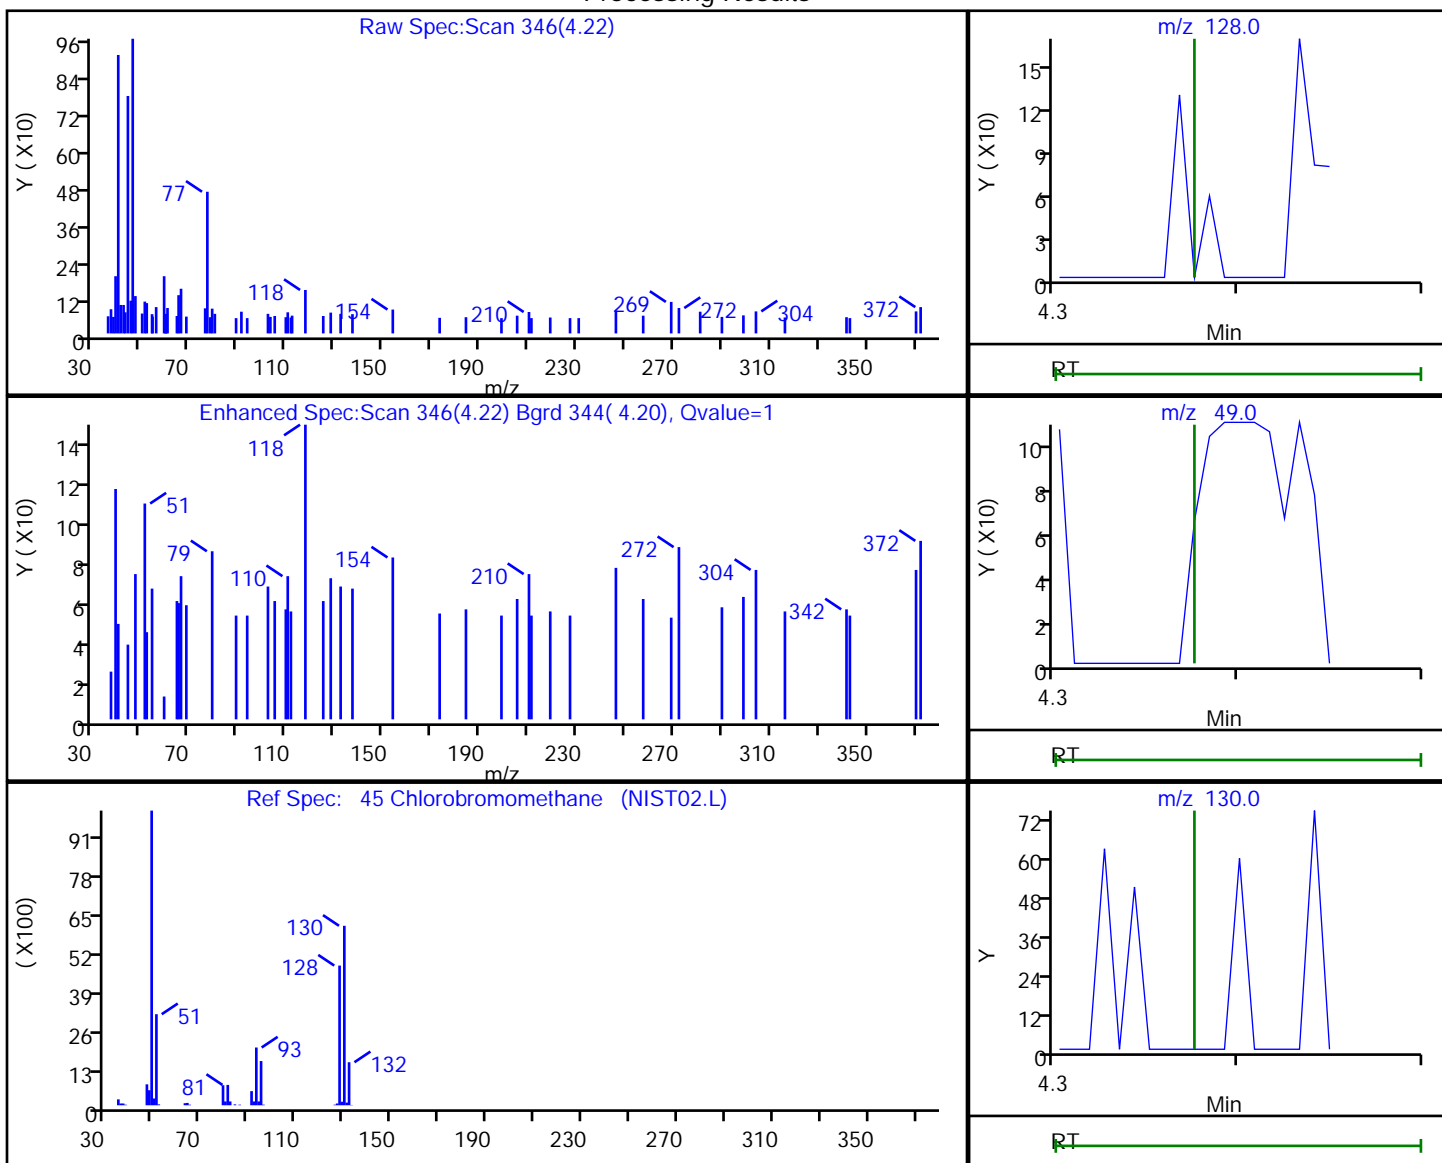 Processing Results
Raw Spec:Scan 346(4.22)
Y ( X10)
96
84
72
60
48
36
24
12
0
77
118
154
210
269
272
304
372
30 70 110 150 190 230 270 310 350
m/z
m/z 128.0
Y ( X10)
15
12
9
6
3
0
4.3
Min
RT
Enhanced Spec:Scan 346(4.22) Bgrd 344( 4.20), Qvalue=1
Y ( X10)
14
12
10
8
6
4
2
0
118
51
79
110
154
210
272
304
342
372
30 70 110 150 190 230 270 310 350
m/z
m/z 49.0
Y ( X10)
10
8
6
4
2
0
4.3
Min
RT
Ref Spec: 45 Chlorobromomethane (NIST02.L)
( X100)
91
78
65
52
39
26
13
0
130
128
51
93
81
132
30 70 110 150 190 230 270 310 350
m/z 130.0
Y
72
60
48
36
24
12
0
4.3
Min
RT